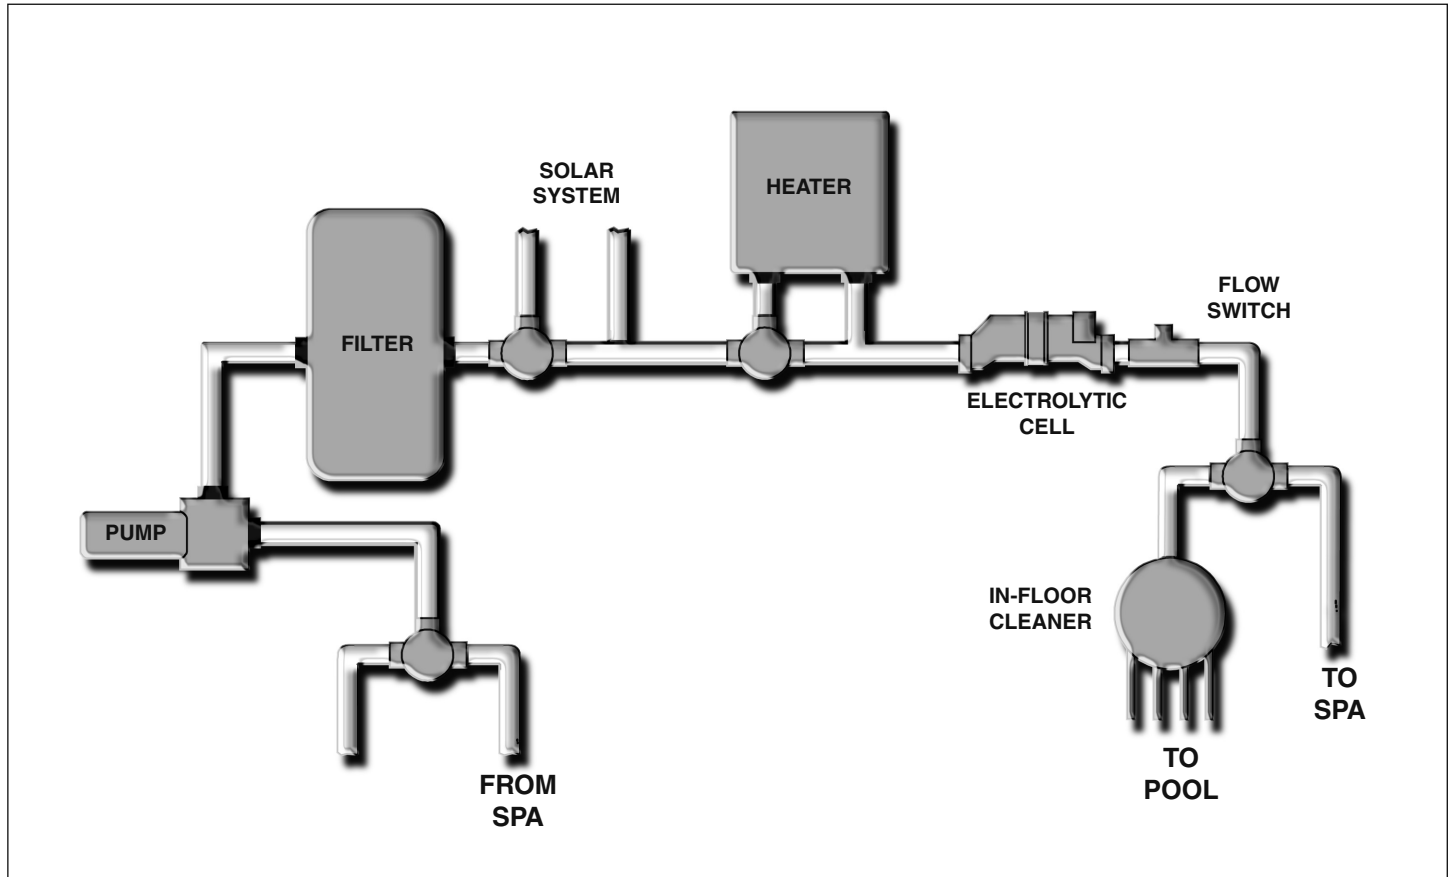 SOLAR
SYSTEM
HEATER
FILTER
FLOW
SWITCH
ELECTROLYTIC
CELL
PUMP
IN-FLOOR
CLEANER
TO
SPA
TO
POOL
FROM
SPA